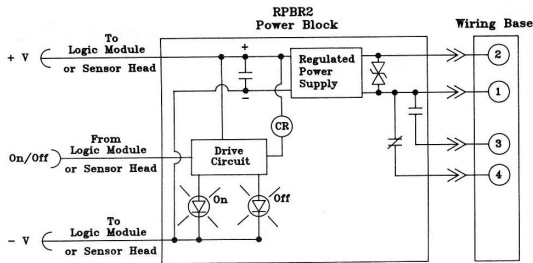 RPBR2
Power Block
Wiring Base
To
Logic Module
or Sensor Head
+ V
+
−
Regulated
Power
Supply
2
1
CR
From
Logic Module
or Sensor Head
On/Off
Drive
Circuit
3
4
On
Off
To
Logic Module
or Sensor Head
− V